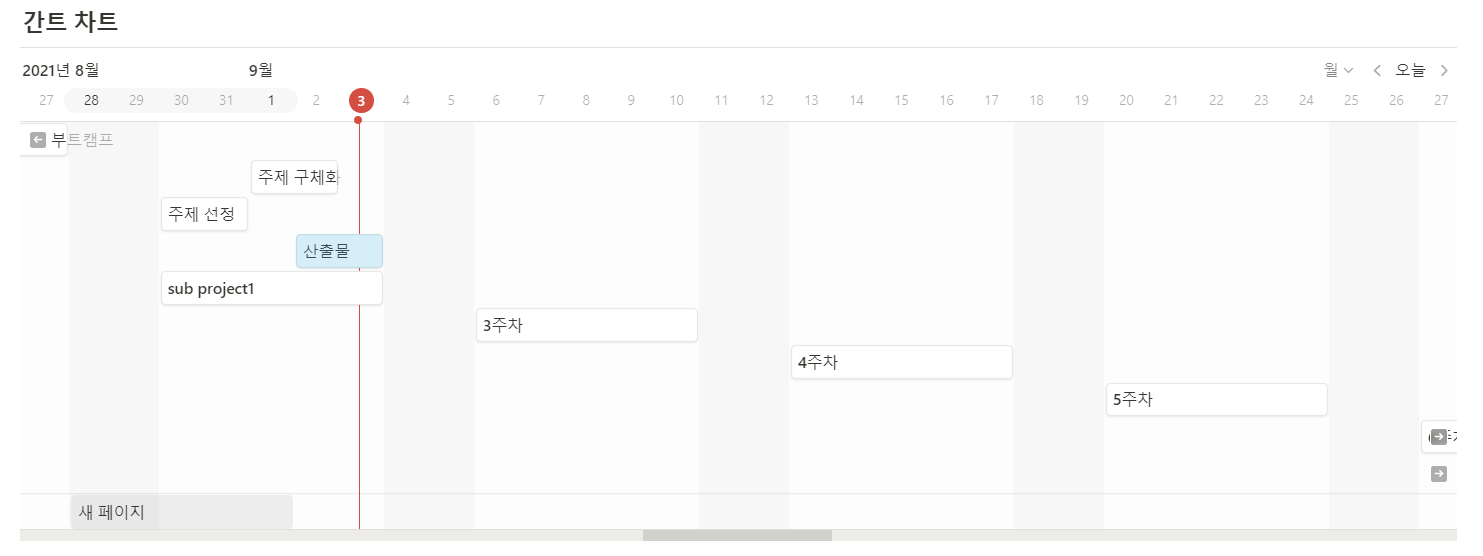 간트 차트
2021년 8월 9월 월 오늘
27 28 29 30 31 1 2 3 4 5 6 7 8 9 10 11 12 13 14 15 16 17 18 19 20 21 22 23 24 25 26 27
부트캠프
주제 구체화
주제 선정
산출물
sub project1
3주차
4주차
5주차
새 페이지